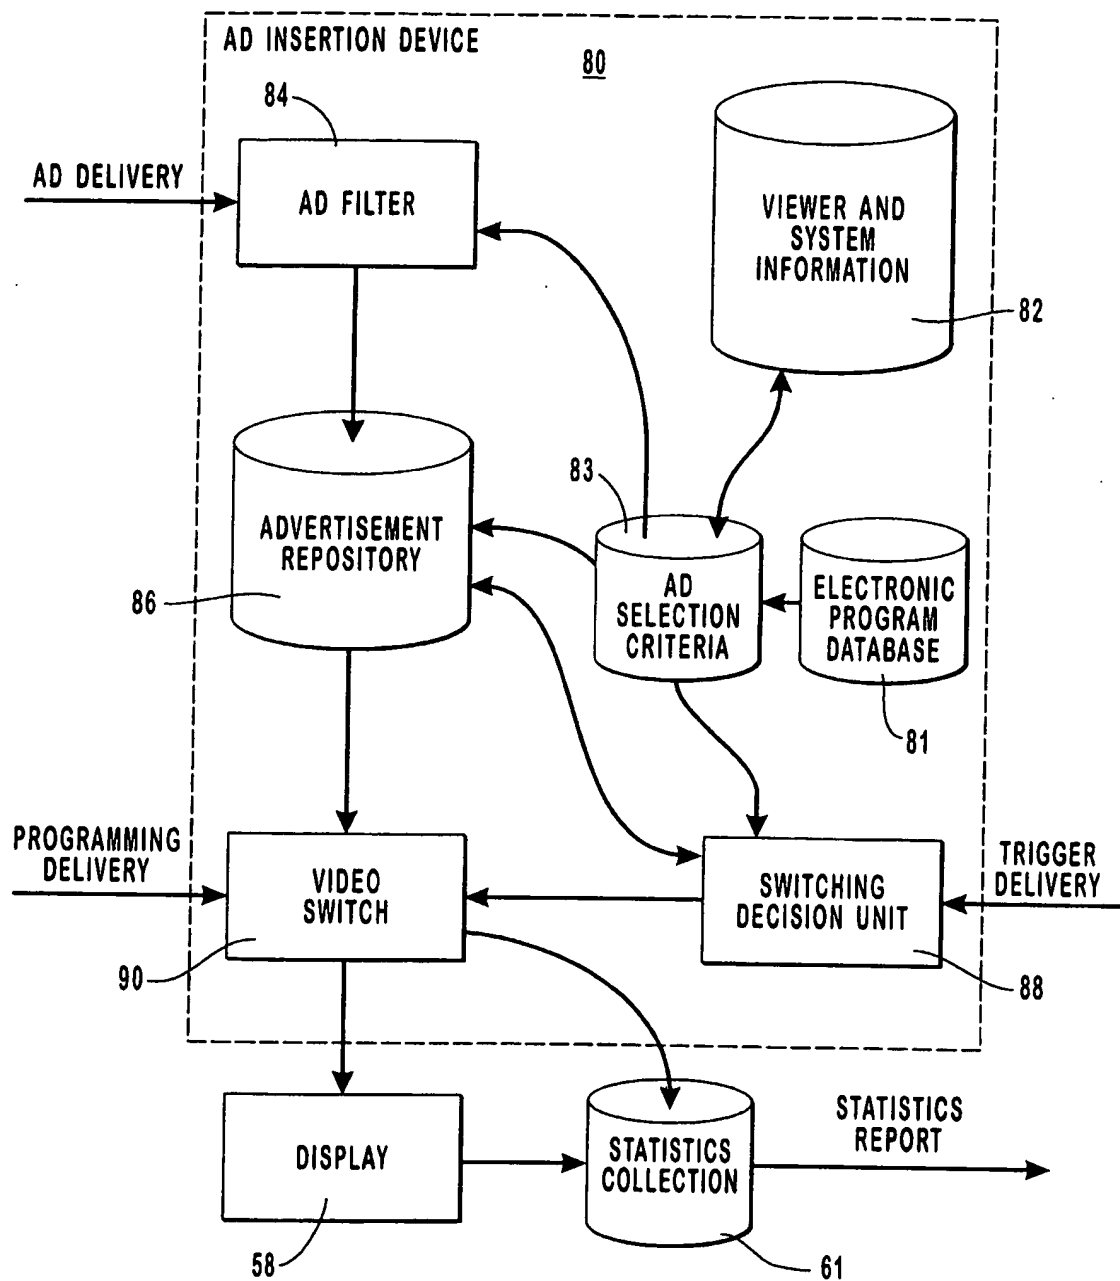 AD INSERTION DEVICE
80
84
AD DELIVERY
AD FILTER
VIEWER AND
SYSTEM
INFORMATION
82
83
ADVERTISEMENT
REPOSITORY
86
AD
SELECTION
CRITERIA
ELECTRONIC
PROGRAM
DATABASE
81
PROGRAMMING
DELIVERY
VIDEO
SWITCH
90
SWITCHING
DECISION UNIT
88
TRIGGER
DELIVERY
DISPLAY
58
STATISTICS
COLLECTION
61
STATISTICS
REPORT